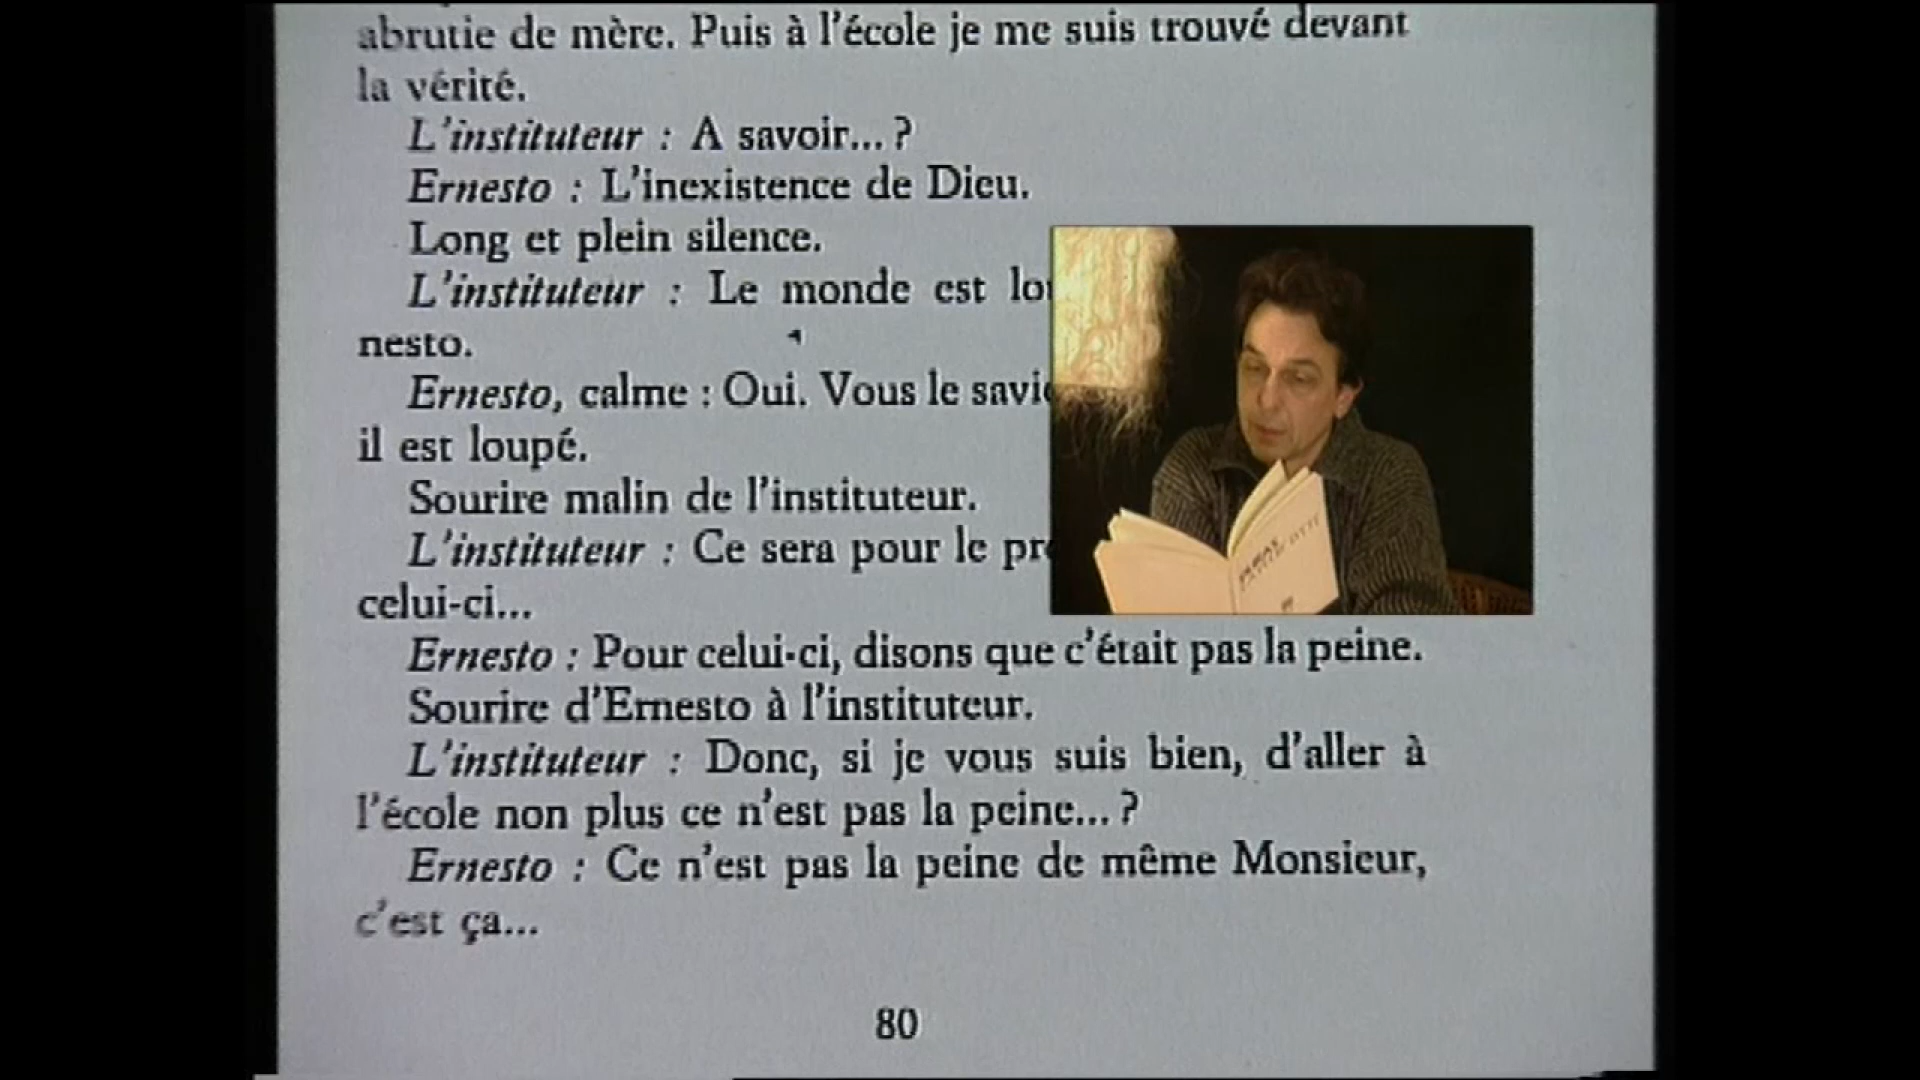 abrutie de mère. Puis à l'école je me suis trouvé devant
la vérité.
L'instituteur : A savoir... ?
Ernesto : L'inexistence de Dieu.
Long et plein silence.
L'instituteur : Le monde est
nesto.
Ernesto, calme : Oui. Vous le
il est loupé.
Sourire malin de l'instituteur.
L'instituteur : Ce sera pour le
celui-ci...
Ernesto : Pour celui-ci, disons que c'était pas la peine.
Sourire d'Ernesto à l'instituteur.
L'instituteur : Donc, si je vous suis bien, d'aller à
l'école non plus ce n'est pas la peine... ?
Ernesto : Ce n'est pas la peine de même Monsieur,
c'est ça...
80